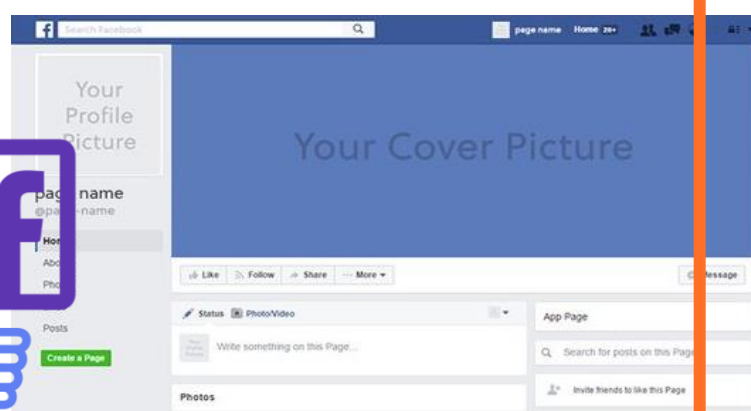 f Search Facebook
page name Home 20+
Your
Profile
Picture
Your Cover Picture
page name
Like Follow Share More
Status Photo/Video
App Page
Posts
Write something on this Page...
Search for posts on this Page
Create a Page
Invite friends to like this Page
Photos